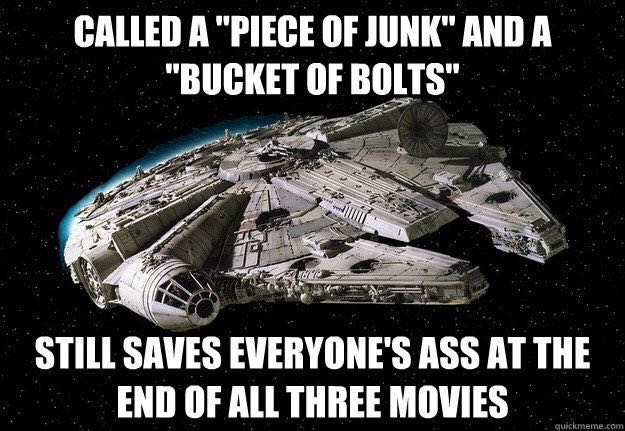 CALLED A "PIECE OF JUNK" AND A
"BUCKET OF BOLTS"
STILL SAVES EVERYONE'S ASS AT THE
END OF ALL THREE MOVIES
quickmeme.com